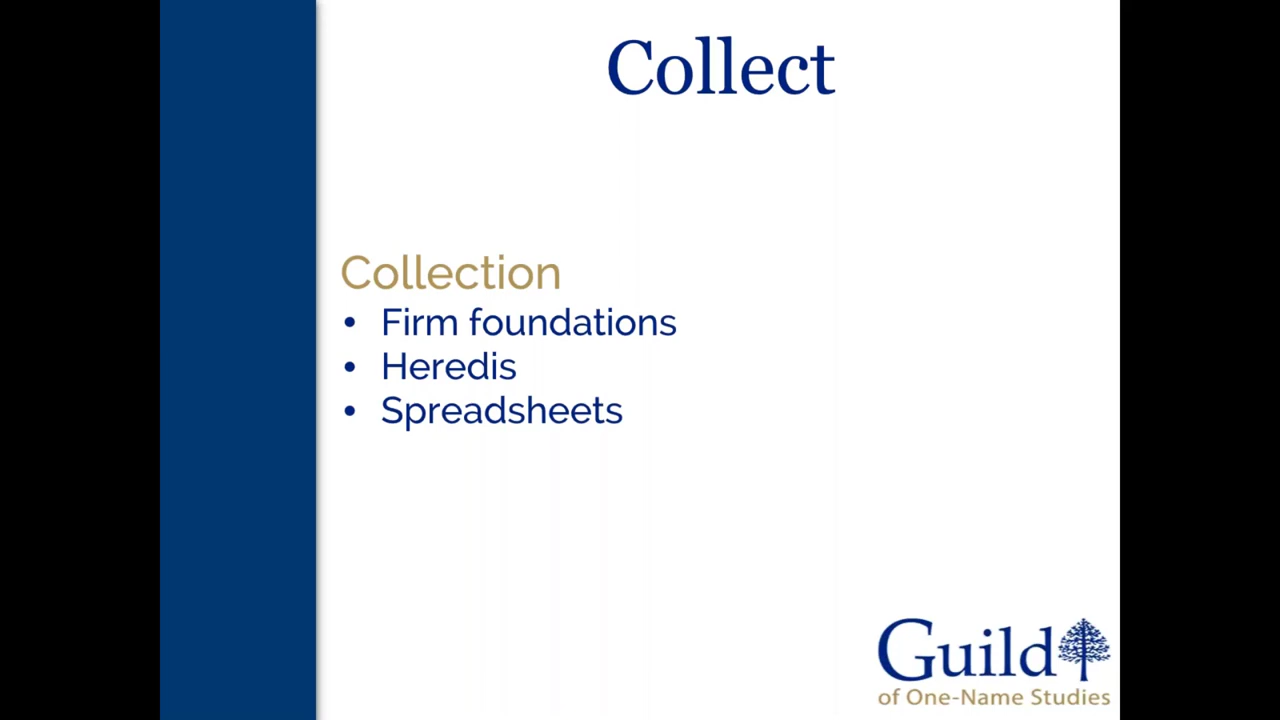 Collect
Collection
• Firm foundations
• Heredis
• Spreadsheets
Guild
of One-Name Studies